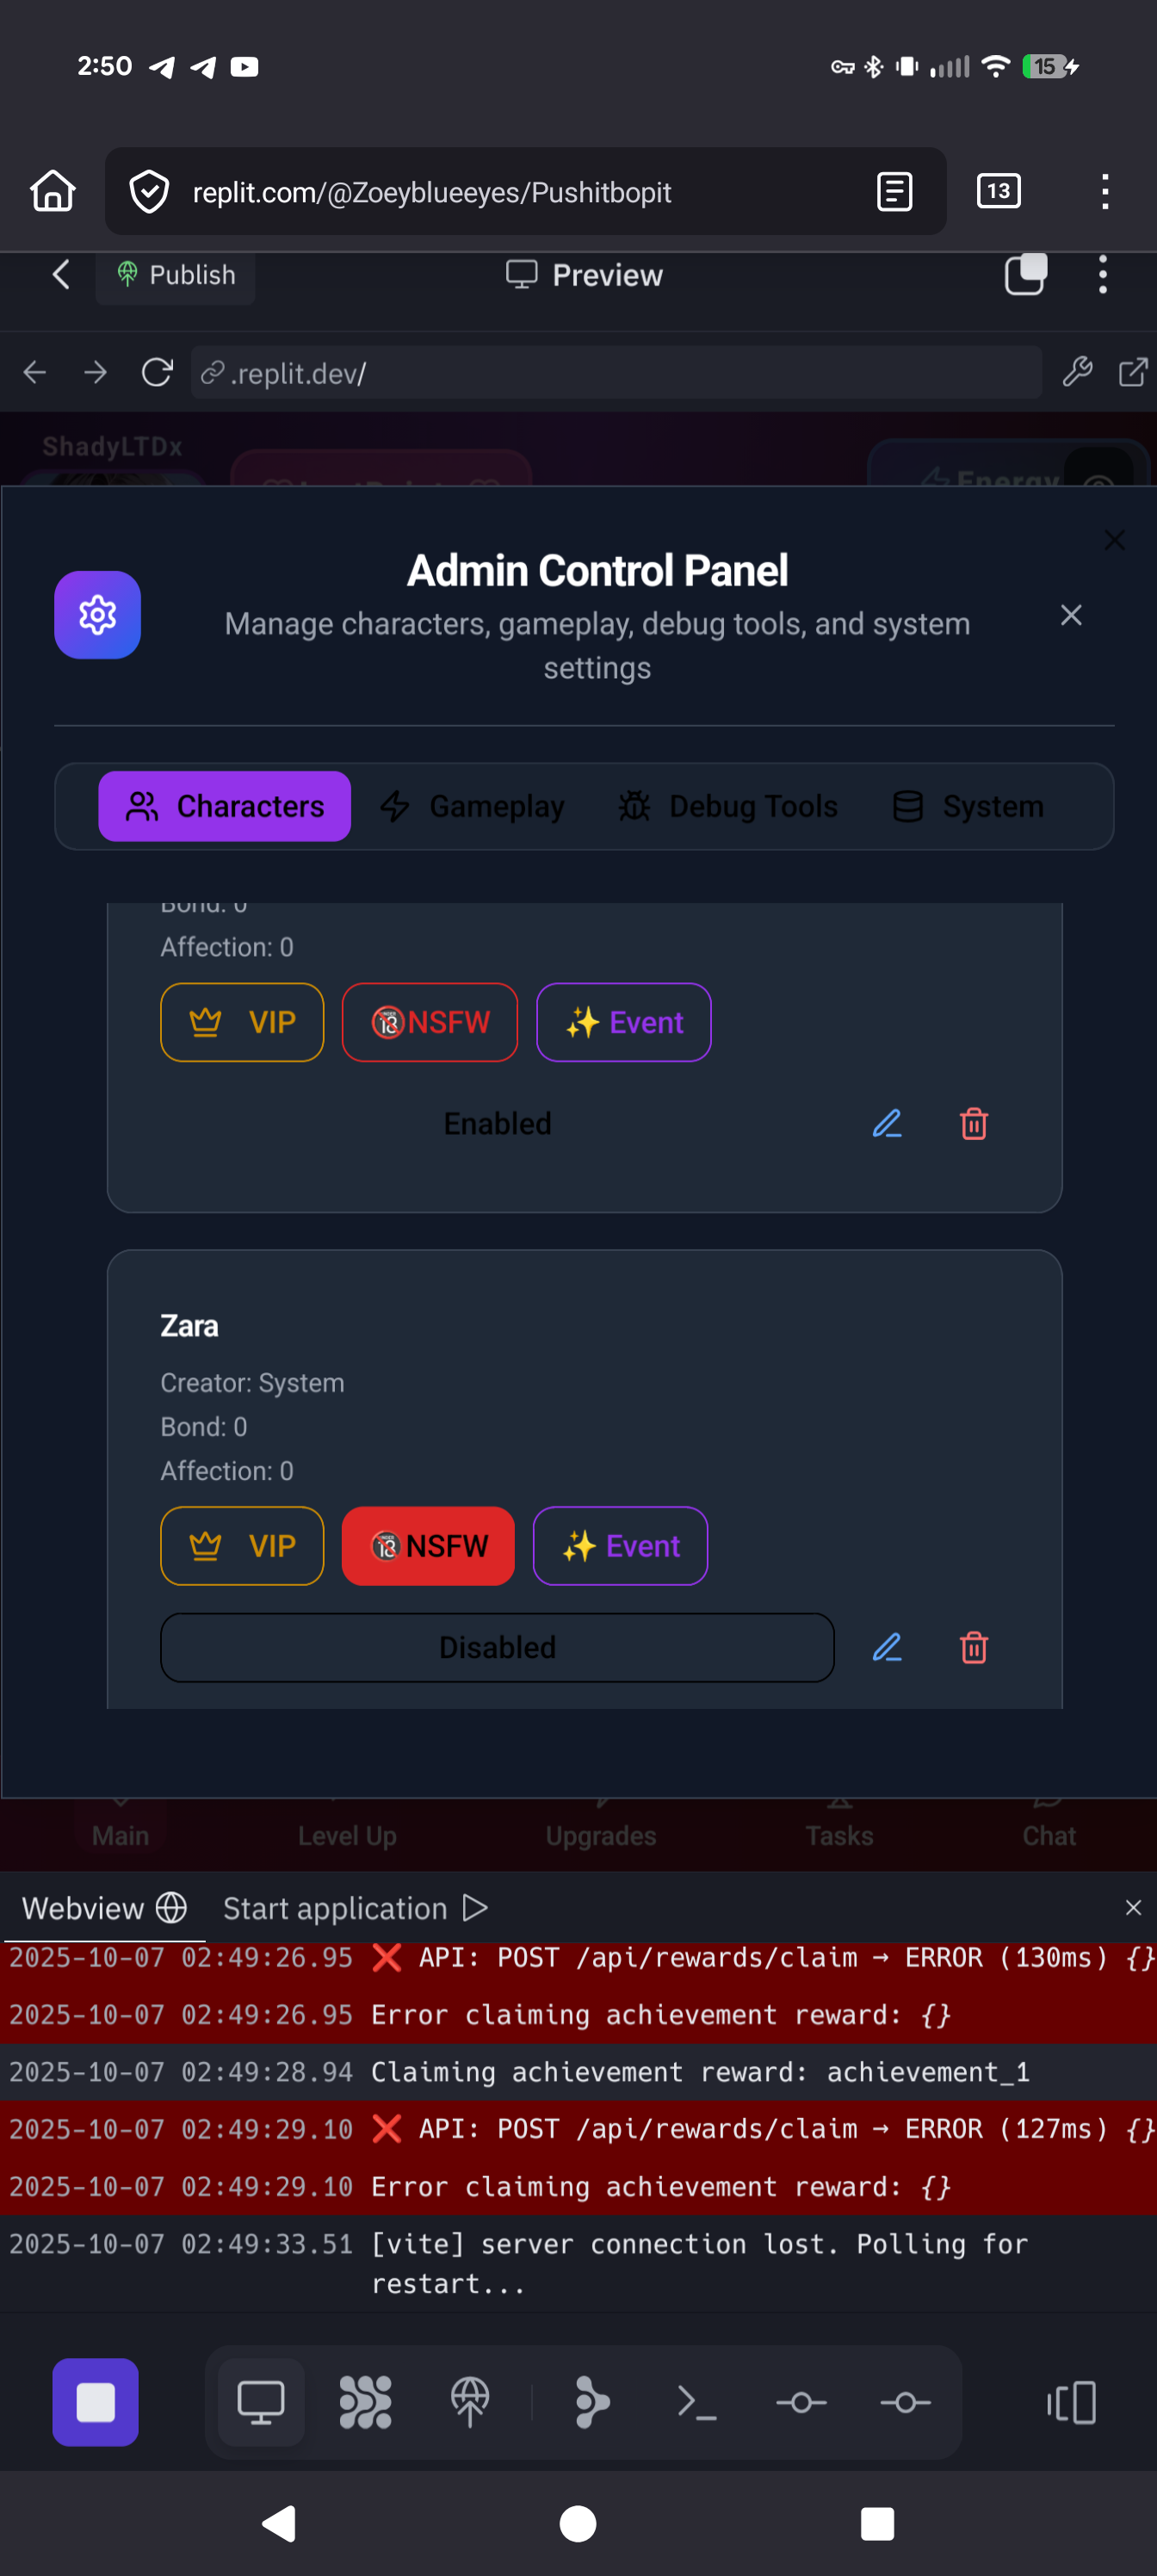 2:50
15
replit.com/@Zoeyblueeyes/Pushitbopit
13
Publish
Preview
.replit.dev/
ShadyLTDx
Energy
Admin Control Panel
Manage characters, gameplay, debug tools, and system
settings
Characters
Gameplay
Debug Tools
System
Bond: 0
Affection: 0
VIP
🔞NSFW
✨ Event
Enabled
Zara
Creator: System
Bond: 0
Affection: 0
VIP
🔞NSFW
✨ Event
Disabled
Main
Level Up
Upgrades
Tasks
Chat
Webview
Start application
2025-10-07 02:49:26.95 ❌ API: POST /api/rewards/claim → ERROR (130ms) {}
2025-10-07 02:49:26.95 Error claiming achievement reward: {}
2025-10-07 02:49:28.94 Claiming achievement reward: achievement_1
2025-10-07 02:49:29.10 ❌ API: POST /api/rewards/claim → ERROR (127ms) {}
2025-10-07 02:49:29.10 Error claiming achievement reward: {}
2025-10-07 02:49:33.51 [vite] server connection lost. Polling for
restart...